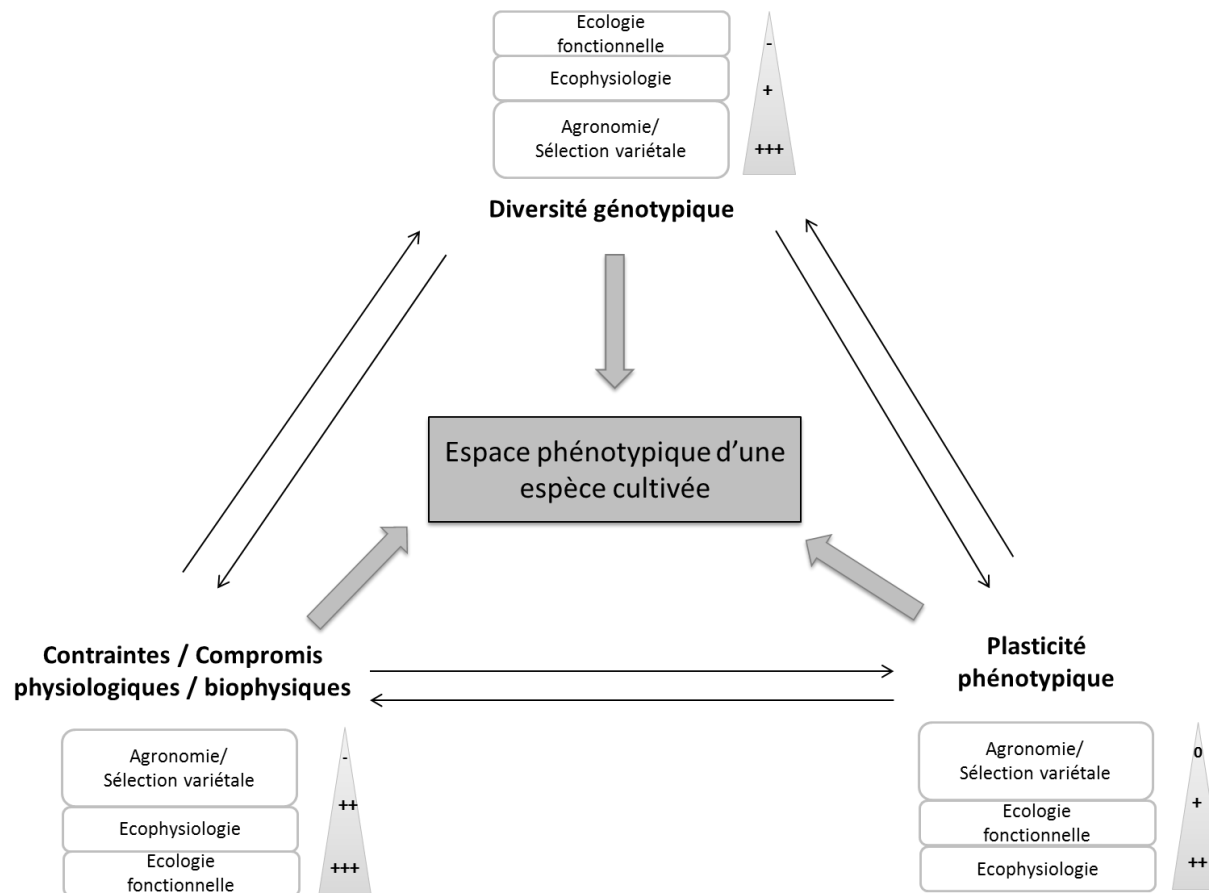 Ecologie
fonctionnelle
-
Ecophysiologie
+
Agronomie/
Sélection variétale
+++
Diversité génotypique
Espace phénotypique d'une
espèce cultivée
Contraintes / Compromis
physiologiques / biophysiques
Agronomie/
Sélection variétale
-
++
Ecophysiologie
Ecologie
fonctionnelle
+++
Plasticité
phénotypique
Agronomie/
Sélection variétale
0
Ecologie
fonctionnelle
+
Ecophysiologie
++